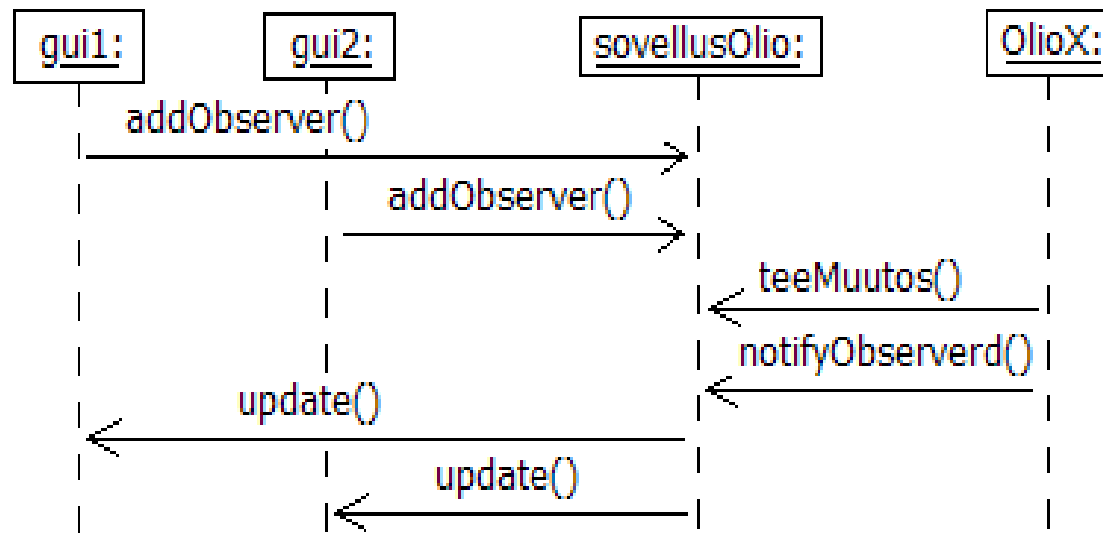 gui1:
gui2:
sovellusOlio:
OlioX:
addObserver()
addObserver()
teeMuutos()
notifyObserverd()
update()
update()